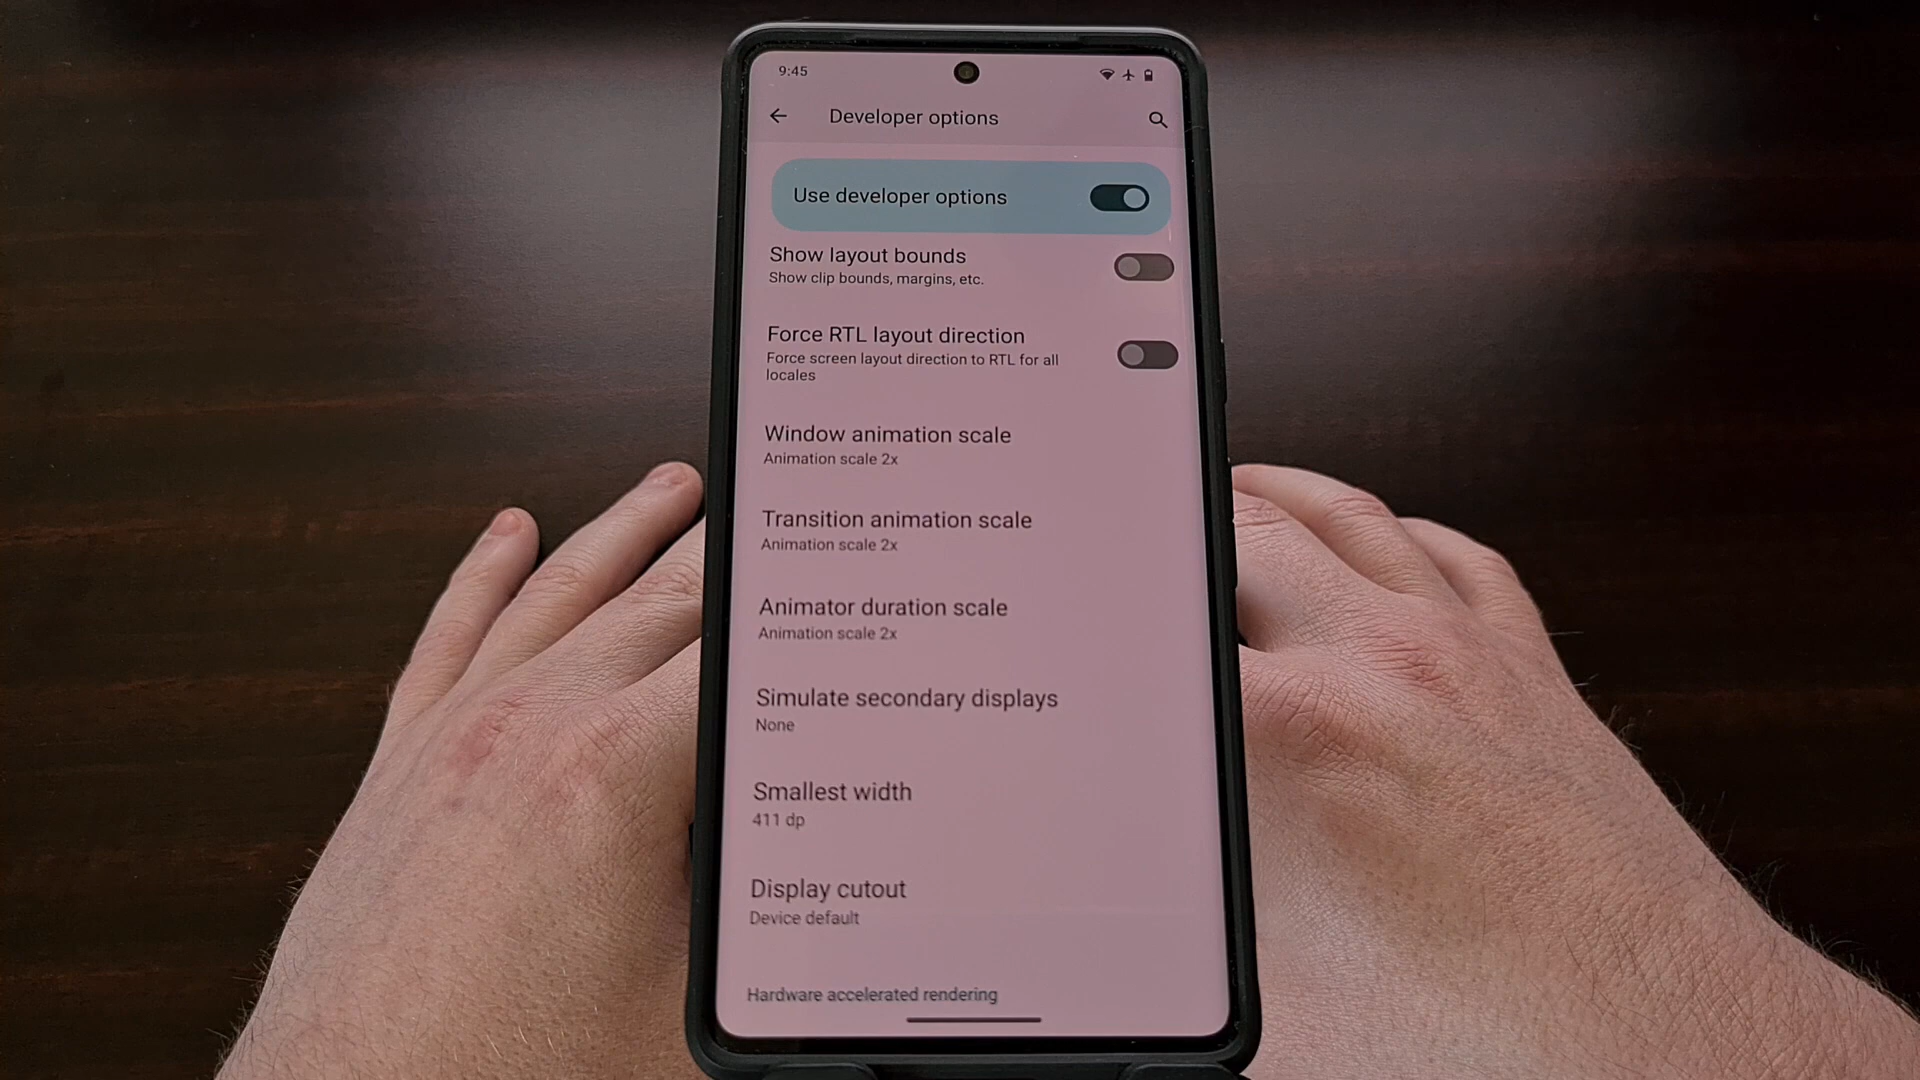 9:45
Developer options
Use developer options
Show layout bounds
Show clip bounds, margins, etc.
Force RTL layout direction
Force screen layout direction to RTL for all
locales
Window animation scale
Animation scale 2x
Transition animation scale
Animation scale 2x
Animator duration scale
Animation scale 2x
Simulate secondary displays
None
Smallest width
411 dp
Display cutout
Device default
Hardware accelerated rendering